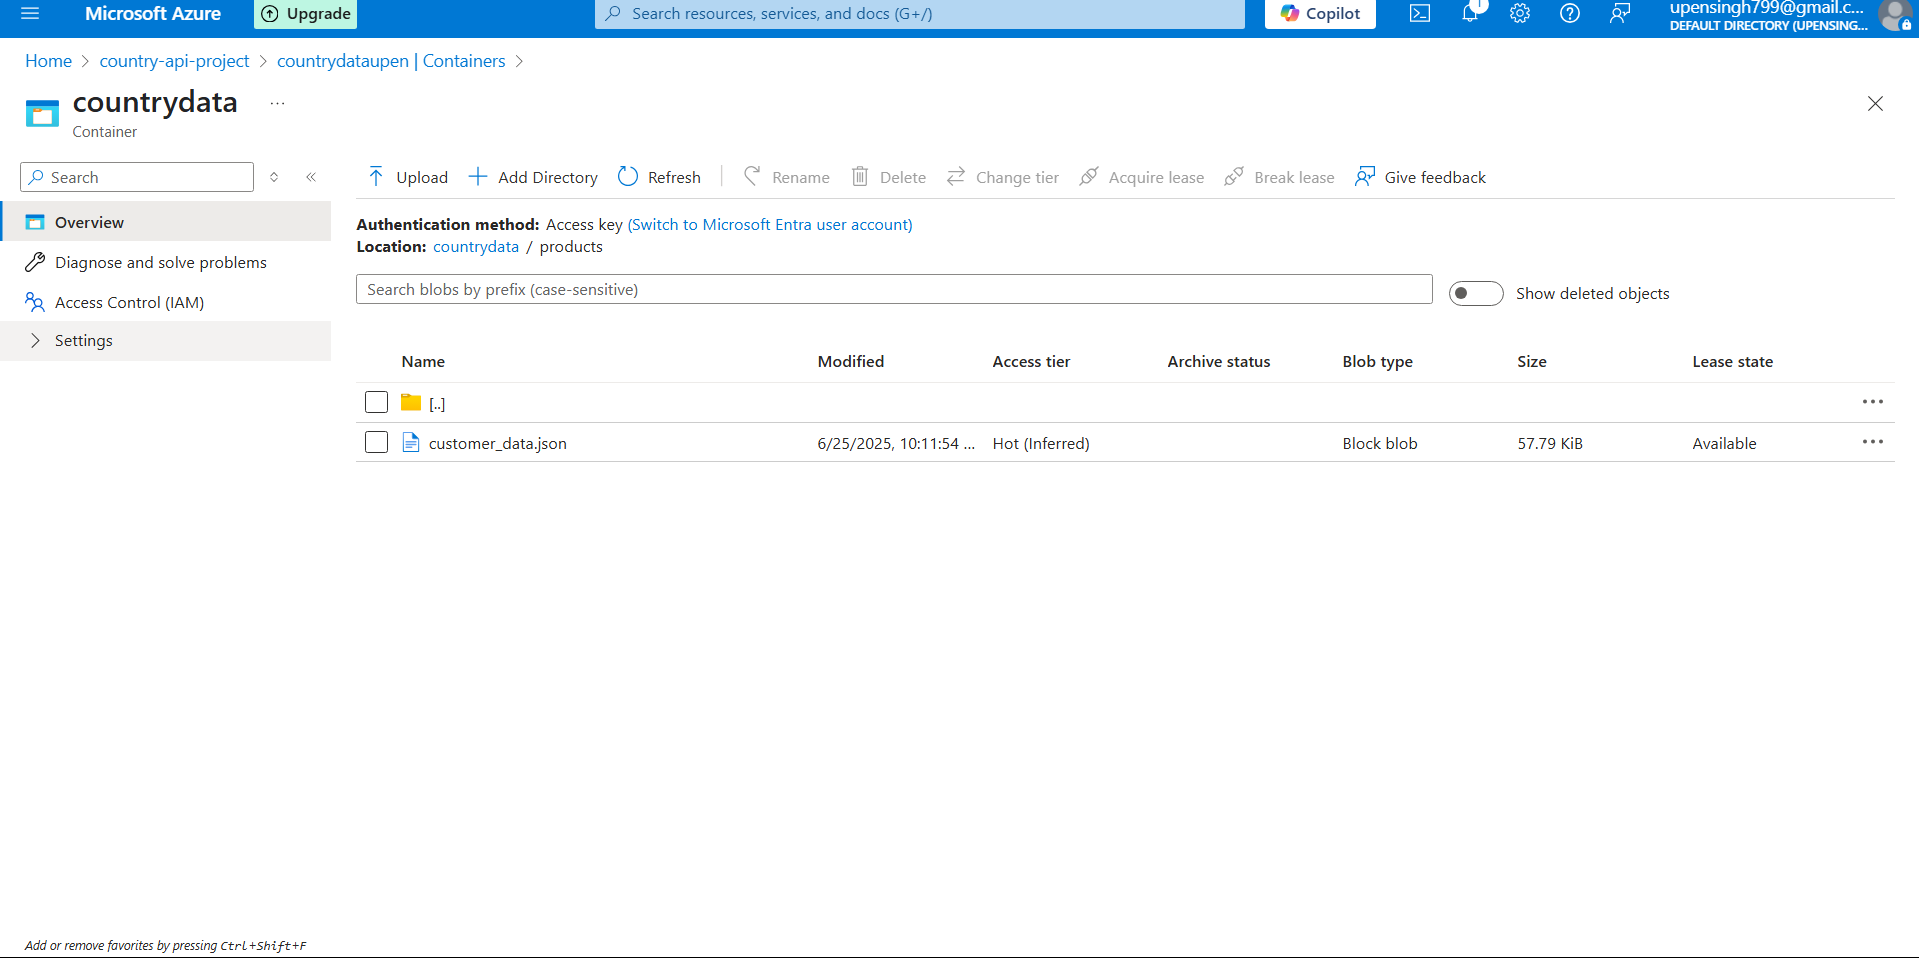 Microsoft Azure
Upgrade
Search resources, services, and docs (G+/)
Copilot
1
upensingh799@gmail.c...
DEFAULT DIRECTORY (UPENSING...
Home > country-api-project > countrydataupen | Containers >
countrydata ...
Container
Search
Overview
Diagnose and solve problems
Access Control (IAM)
Settings
Upload Add Directory Refresh Rename Delete Change tier Acquire lease Break lease Give feedback
Authentication method: Access key (Switch to Microsoft Entra user account)
Location: countrydata / products
Search blobs by prefix (case-sensitive)
Show deleted objects
Name Modified Access tier Archive status Blob type Size Lease state
[..]
customer_data.json 6/25/2025, 10:11:54 ... Hot (Inferred) Block blob 57.79 KiB Available
Add or remove favorites by pressing Ctrl+Shift+F